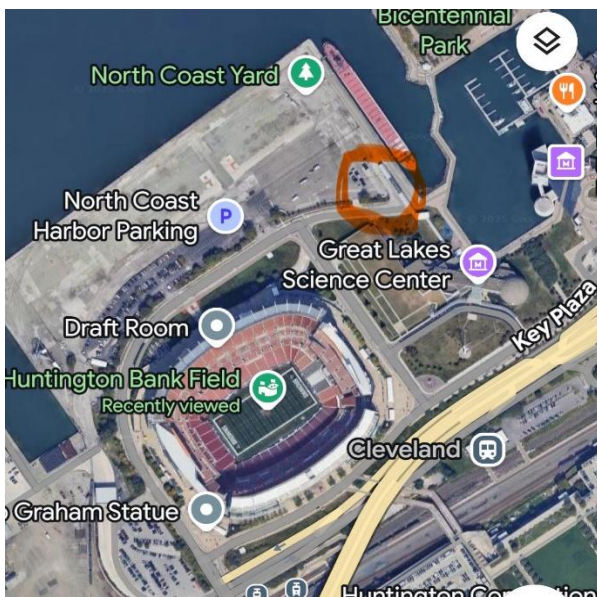 Bicentennial
Park
North Coast Yard
North Coast
Harbor Parking
P
Great Lakes
Science Center
Draft Room
Key Plaza
Huntington Bank Field
Recently viewed
Cleveland
Graham Statue